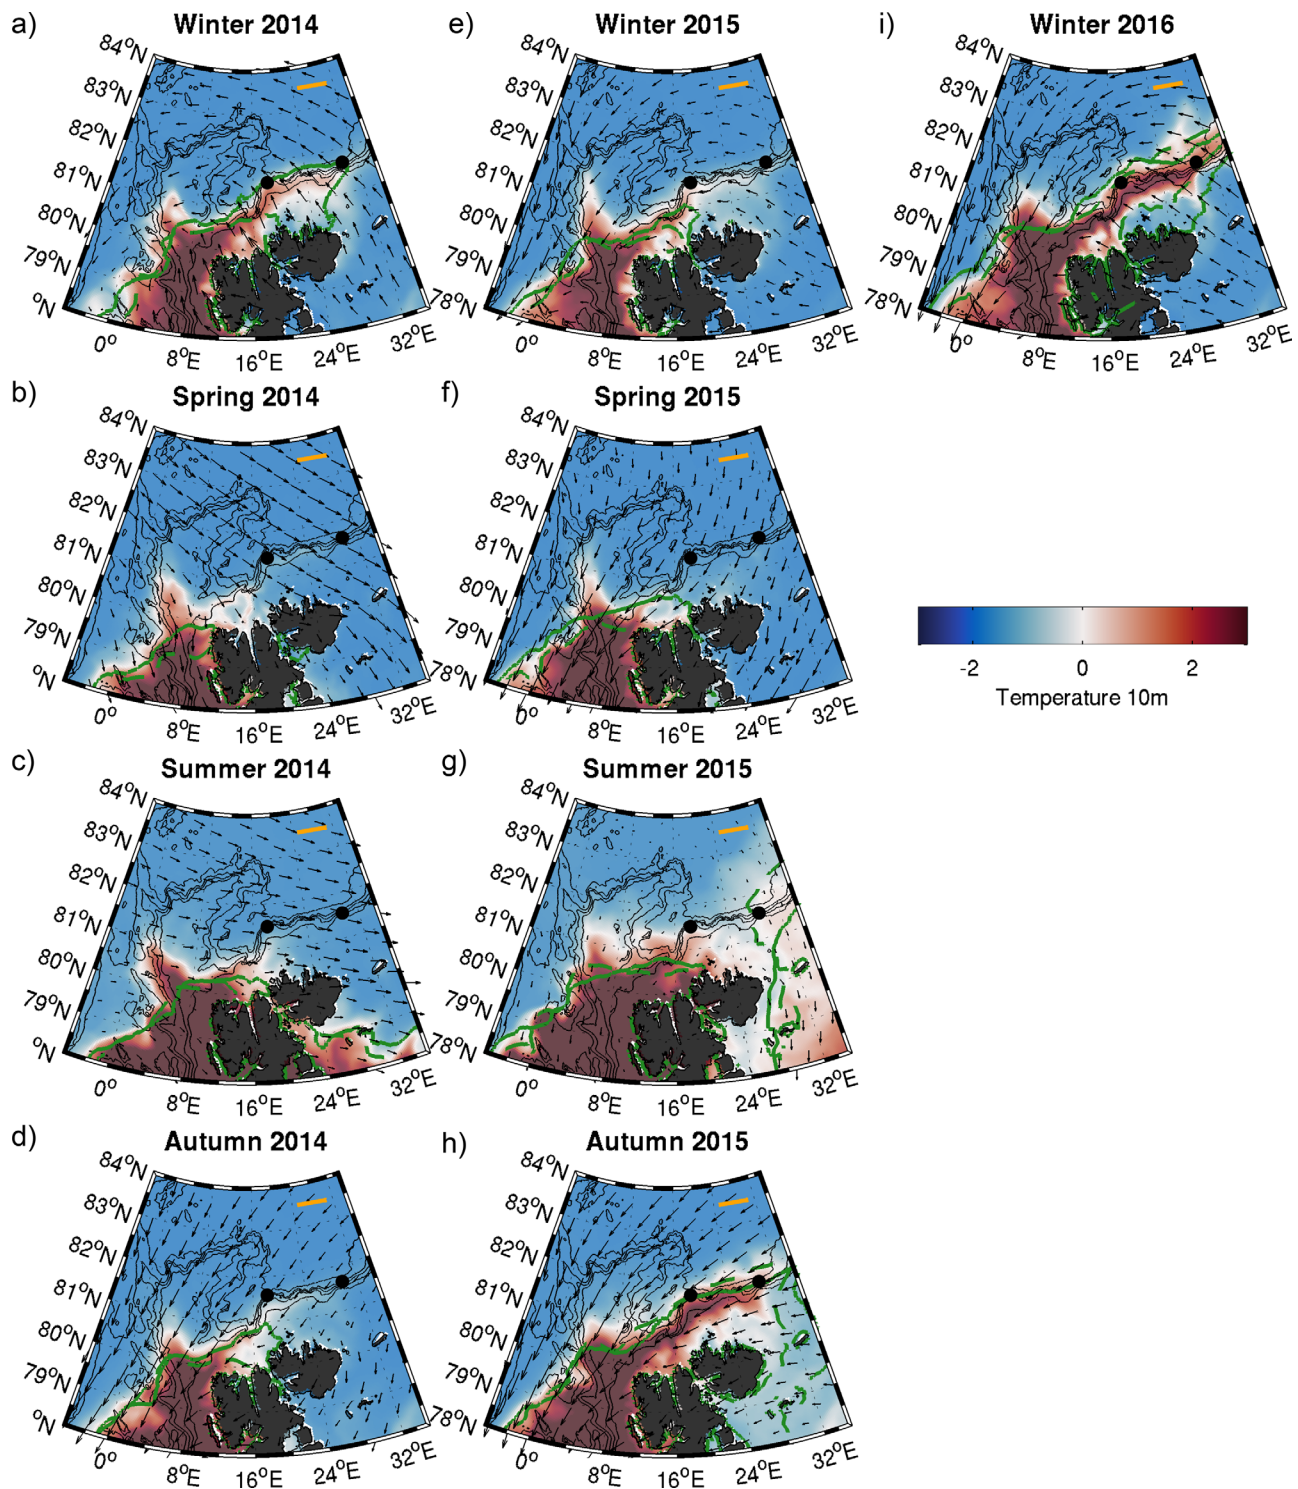 a) Winter 2014
84°N
83°N
82°N
81°N
80°N
79°N
°N
0°
8°E
16°E
24°E
32°E
e) Winter 2015
84°N
83°N
82°N
81°N
80°N
79°N
78°N
0°
8°E
16°E
24°E
32°E
i) Winter 2016
84°N
83°N
82°N
81°N
80°N
79°N
78°N
0°
8°E
16°E
24°E
32°E
b) Spring 2014
84°N
83°N
82°N
81°N
80°N
79°N
°N
0°
8°E
16°E
24°E
32°E
f) Spring 2015
84°N
83°N
82°N
81°N
80°N
79°N
78°N
0°
8°E
16°E
24°E
32°E
-2 0 2
Temperature 10m
c) Summer 2014
84°N
83°N
82°N
81°N
80°N
79°N
°N
0°
8°E
16°E
24°E
32°E
g) Summer 2015
84°N
83°N
82°N
81°N
80°N
79°N
78°N
0°
8°E
16°E
24°E
32°E
d) Autumn 2014
84°N
83°N
82°N
81°N
80°N
79°N
°N
0°
8°E
16°E
24°E
32°E
h) Autumn 2015
84°N
83°N
82°N
81°N
80°N
79°N
78°N
0°
8°E
16°E
24°E
32°E